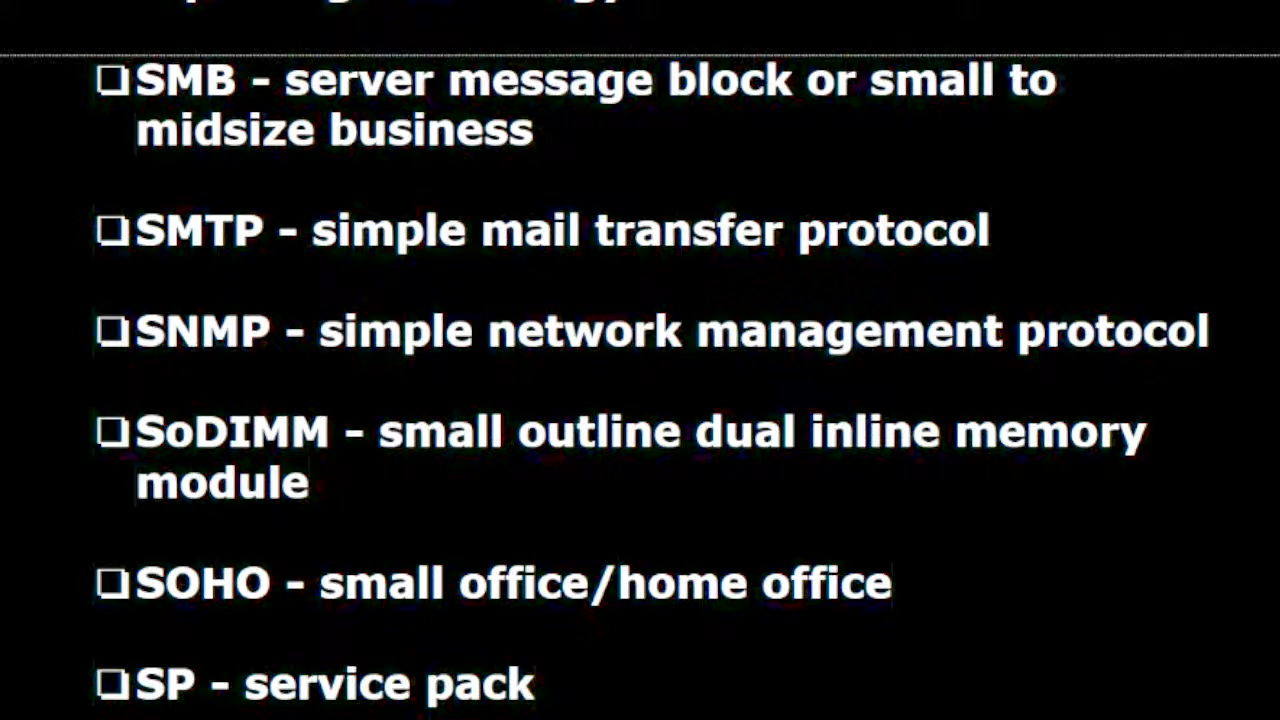 ❑SMB - server message block or small to
midsize business
❑SMTP - simple mail transfer protocol
❑SNMP - simple network management protocol
❑SoDIMM - small outline dual inline memory
module
❑SOHO - small office/home office
❑SP - service pack